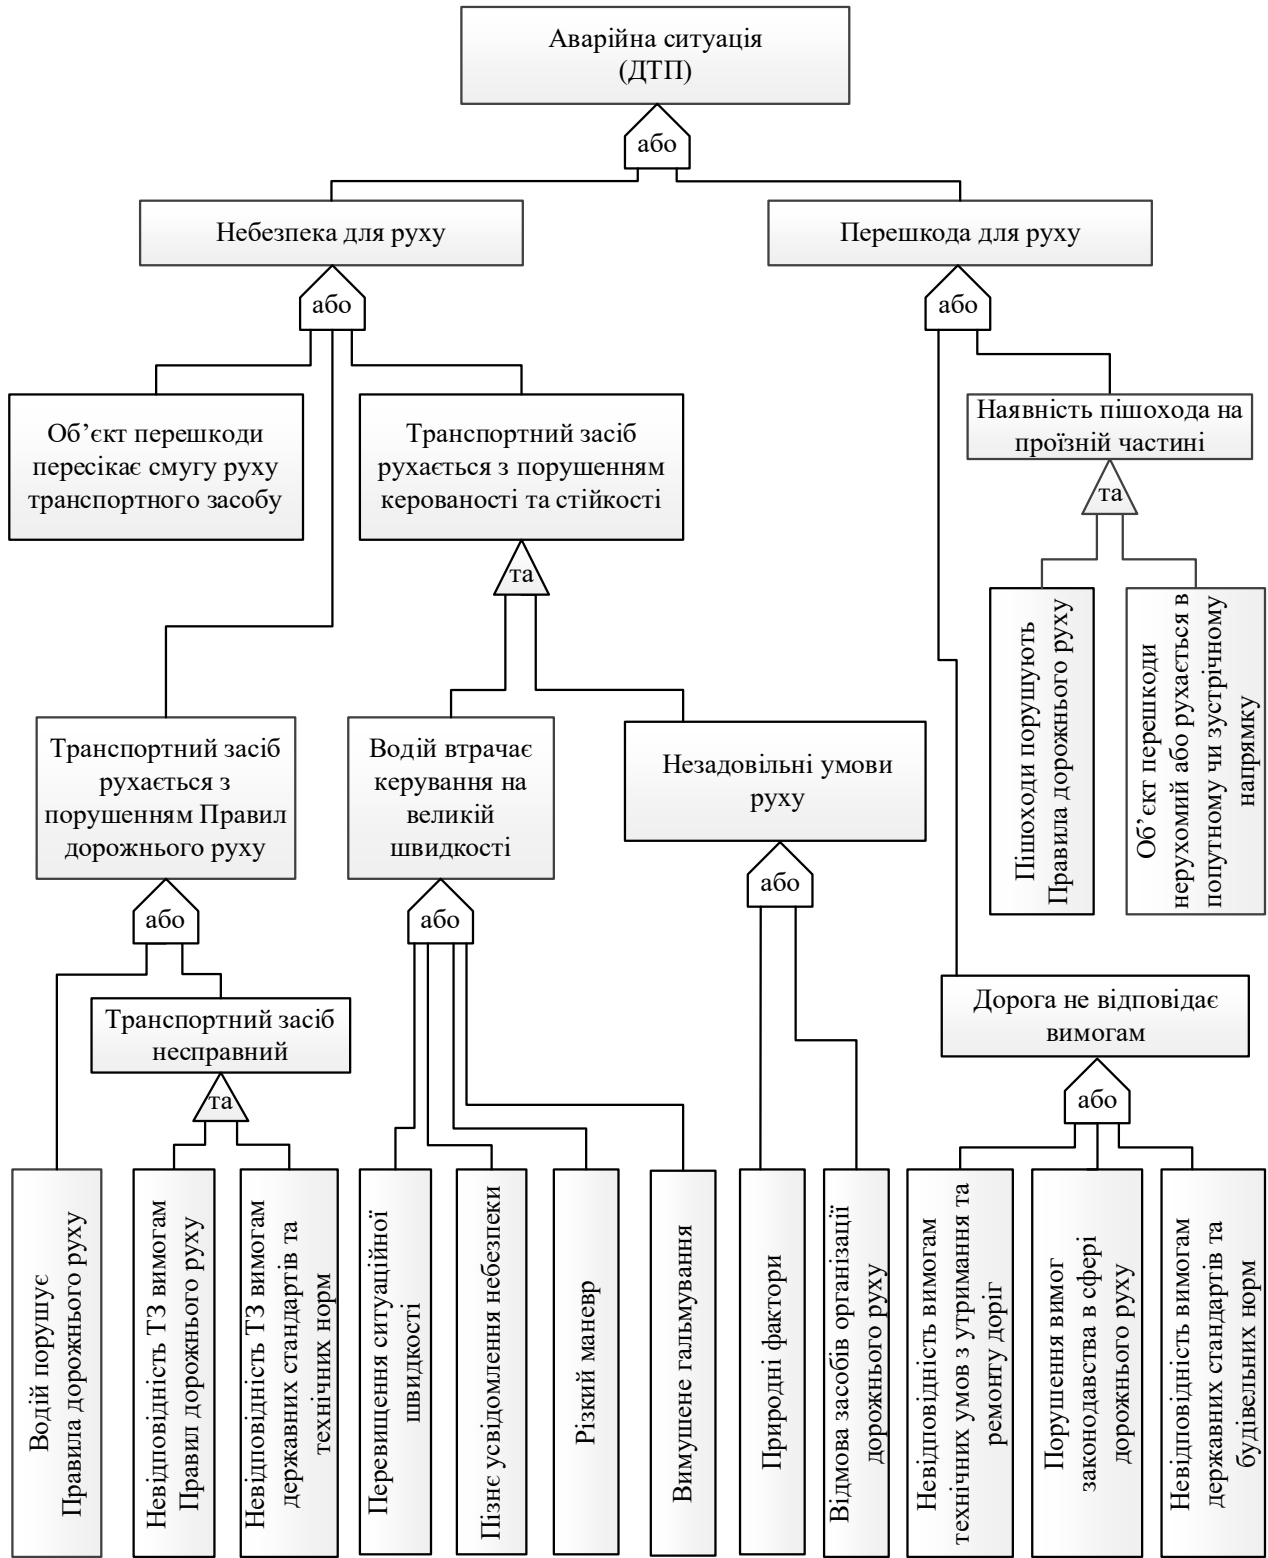 Аварійна ситуація
(ДТП)
або
Небезпека для руху
Перешкода для руху
або
або
Об’єкт перешкоди
пересікає смугу руху
транспортного засобу
Транспортний засіб
рухається з порушенням
керованості та стійкості
Наявність пішохода на
проїзній частині
та
та
Пішоходи порушують
Правила дорожнього руху
Об’єкт перешкоди
нерухомий або рухається в
попутному чи зустрічному
напрямку
Транспортний засіб
рухається з
порушенням Правил
дорожнього руху
Водій втрачає
керування на
великій
швидкості
Незадовільні умови
руху
або
або
або
Транспортний засіб
несправний
Дорога не відповідає
вимогам
та
або
Водій порушує
Правила дорожнього руху
Невідповідність ТЗ вимогам
Правил дорожнього руху
Невідповідність ТЗ вимогам
державних стандартів та
технічних норм
Перевищення ситуаційної
швидкості
Пізнє усвідомлення небезпеки
Різкий маневр
Вимушене гальмування
Природні фактори
Відмова засобів організації
дорожнього руху
Невідповідність вимогам
технічних умов з утримання та
ремонту доріг
Порушення вимог
законодавства в сфері
дорожнього руху
Невідповідність вимогам
державних стандартів та
будівельних норм